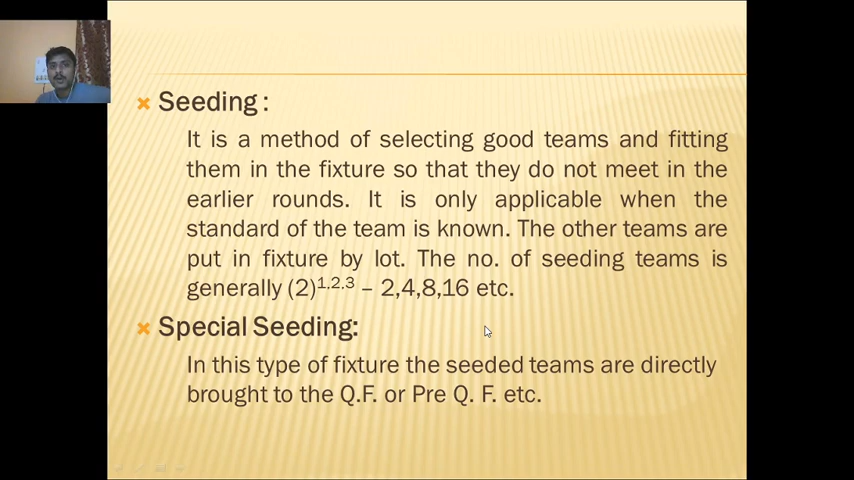 Seeding :
It is a method of selecting good teams and fitting
them in the fixture so that they do not meet in the
earlier rounds. It is only applicable when the
standard of the team is known. The other teams are
put in fixture by lot. The no. of seeding teams is
generally (2)1,2,3 – 2,4,8,16 etc.
Special Seeding:
In this type of fixture the seeded teams are directly
brought to the Q.F. or Pre Q. F. etc.